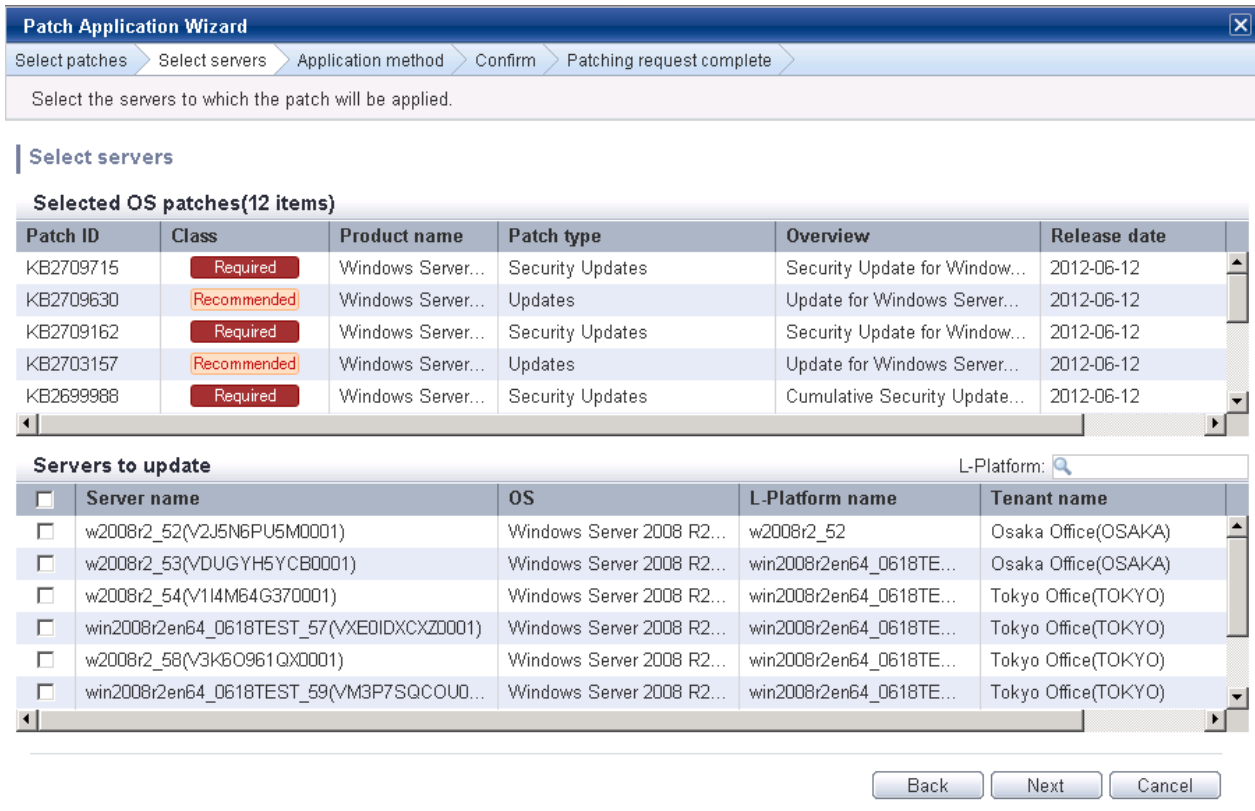 Patch Application Wizard
Select patches Select servers Application method Confirm Patching request complete
Select the servers to which the patch will be applied.
Select servers
Selected OS patches(12 items)
Patch ID Class Product name Patch type Overview Release date
KB2709715 Required Windows Server... Security Updates Security Update for Window... 2012-06-12
KB2709630 Recommended Windows Server... Updates Update for Windows Server... 2012-06-12
KB2709162 Required Windows Server... Security Updates Security Update for Window... 2012-06-12
KB2703157 Recommended Windows Server... Updates Update for Windows Server... 2012-06-12
KB2699988 Required Windows Server... Security Updates Cumulative Security Update... 2012-06-12
Servers to update L-Platform:
Server name OS L-Platform name Tenant name
w2008r2_52(V2J5N6PU5M0001) Windows Server 2008 R2... w2008r2_52 Osaka Office(OSAKA)
w2008r2_53(VDUGYH5YCB0001) Windows Server 2008 R2... win2008r2en64_0618TE... Osaka Office(OSAKA)
w2008r2_54(V1I4M64G370001) Windows Server 2008 R2... win2008r2en64_0618TE... Tokyo Office(TOKYO)
win2008r2en64_0618TEST_57(VXE0IDXCXZ0001) Windows Server 2008 R2... win2008r2en64_0618TE... Tokyo Office(TOKYO)
w2008r2_58(V3K6O961QX0001) Windows Server 2008 R2... win2008r2en64_0618TE... Tokyo Office(TOKYO)
win2008r2en64_0618TEST_59(VM3P7SQCOU0... Windows Server 2008 R2... win2008r2en64_0618TE... Tokyo Office(TOKYO)
Back Next Cancel